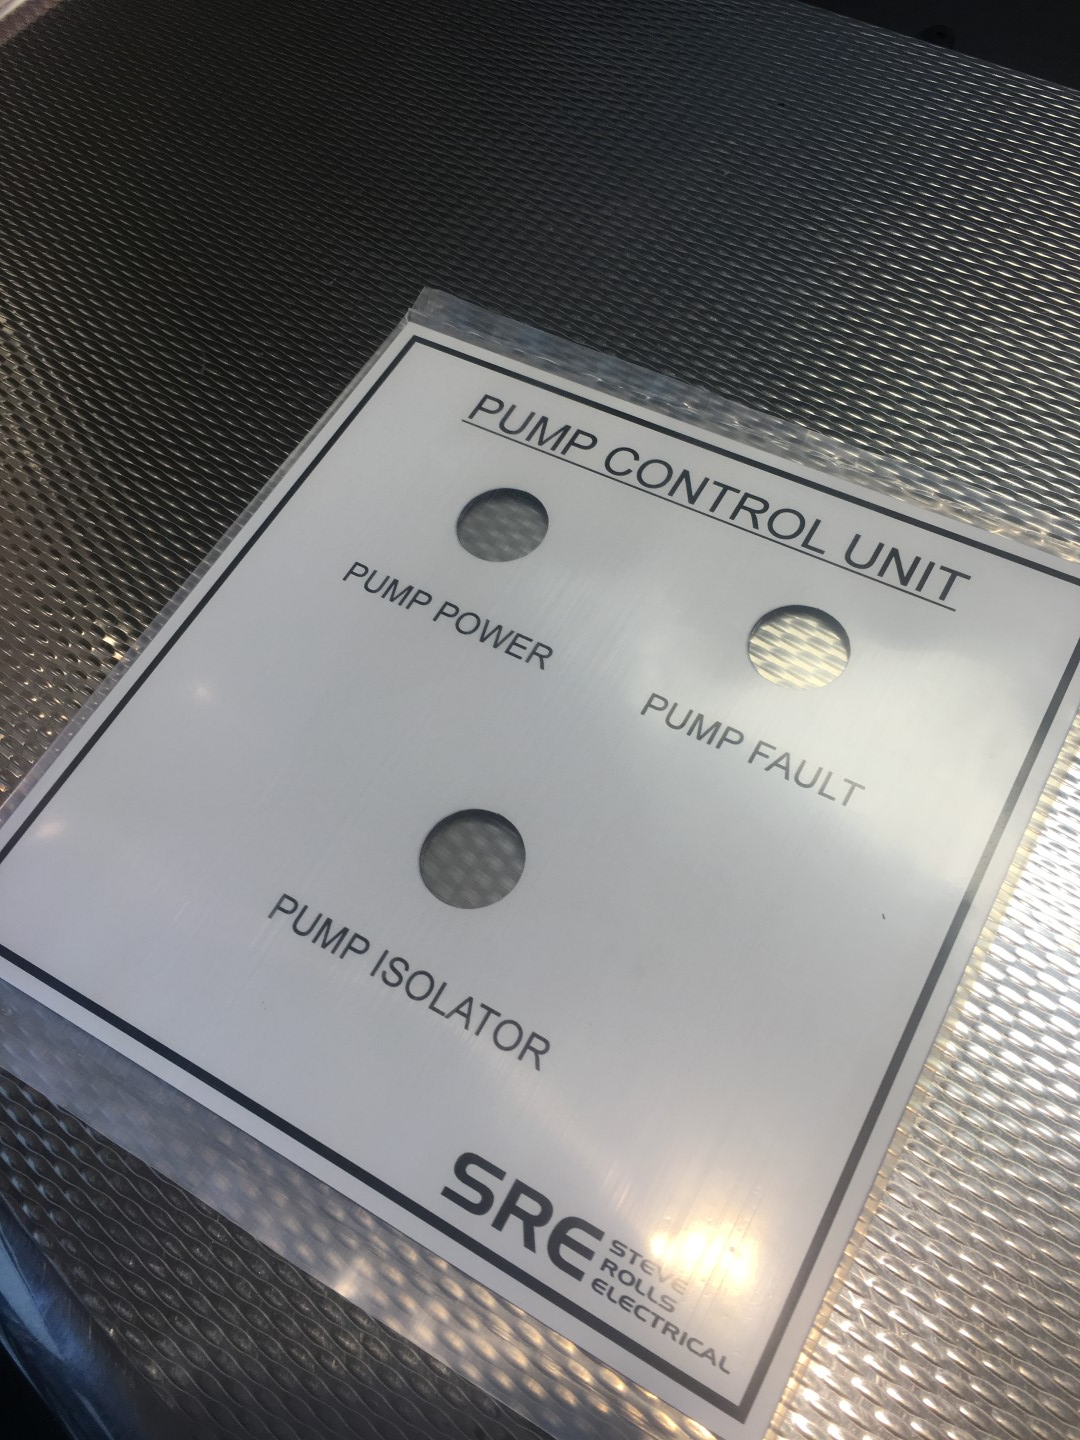 PUMP CONTROL UNIT
PUMP POWER
PUMP FAULT
PUMP ISOLATOR
SRE
STEVE
ROLLS
ELECTRICAL